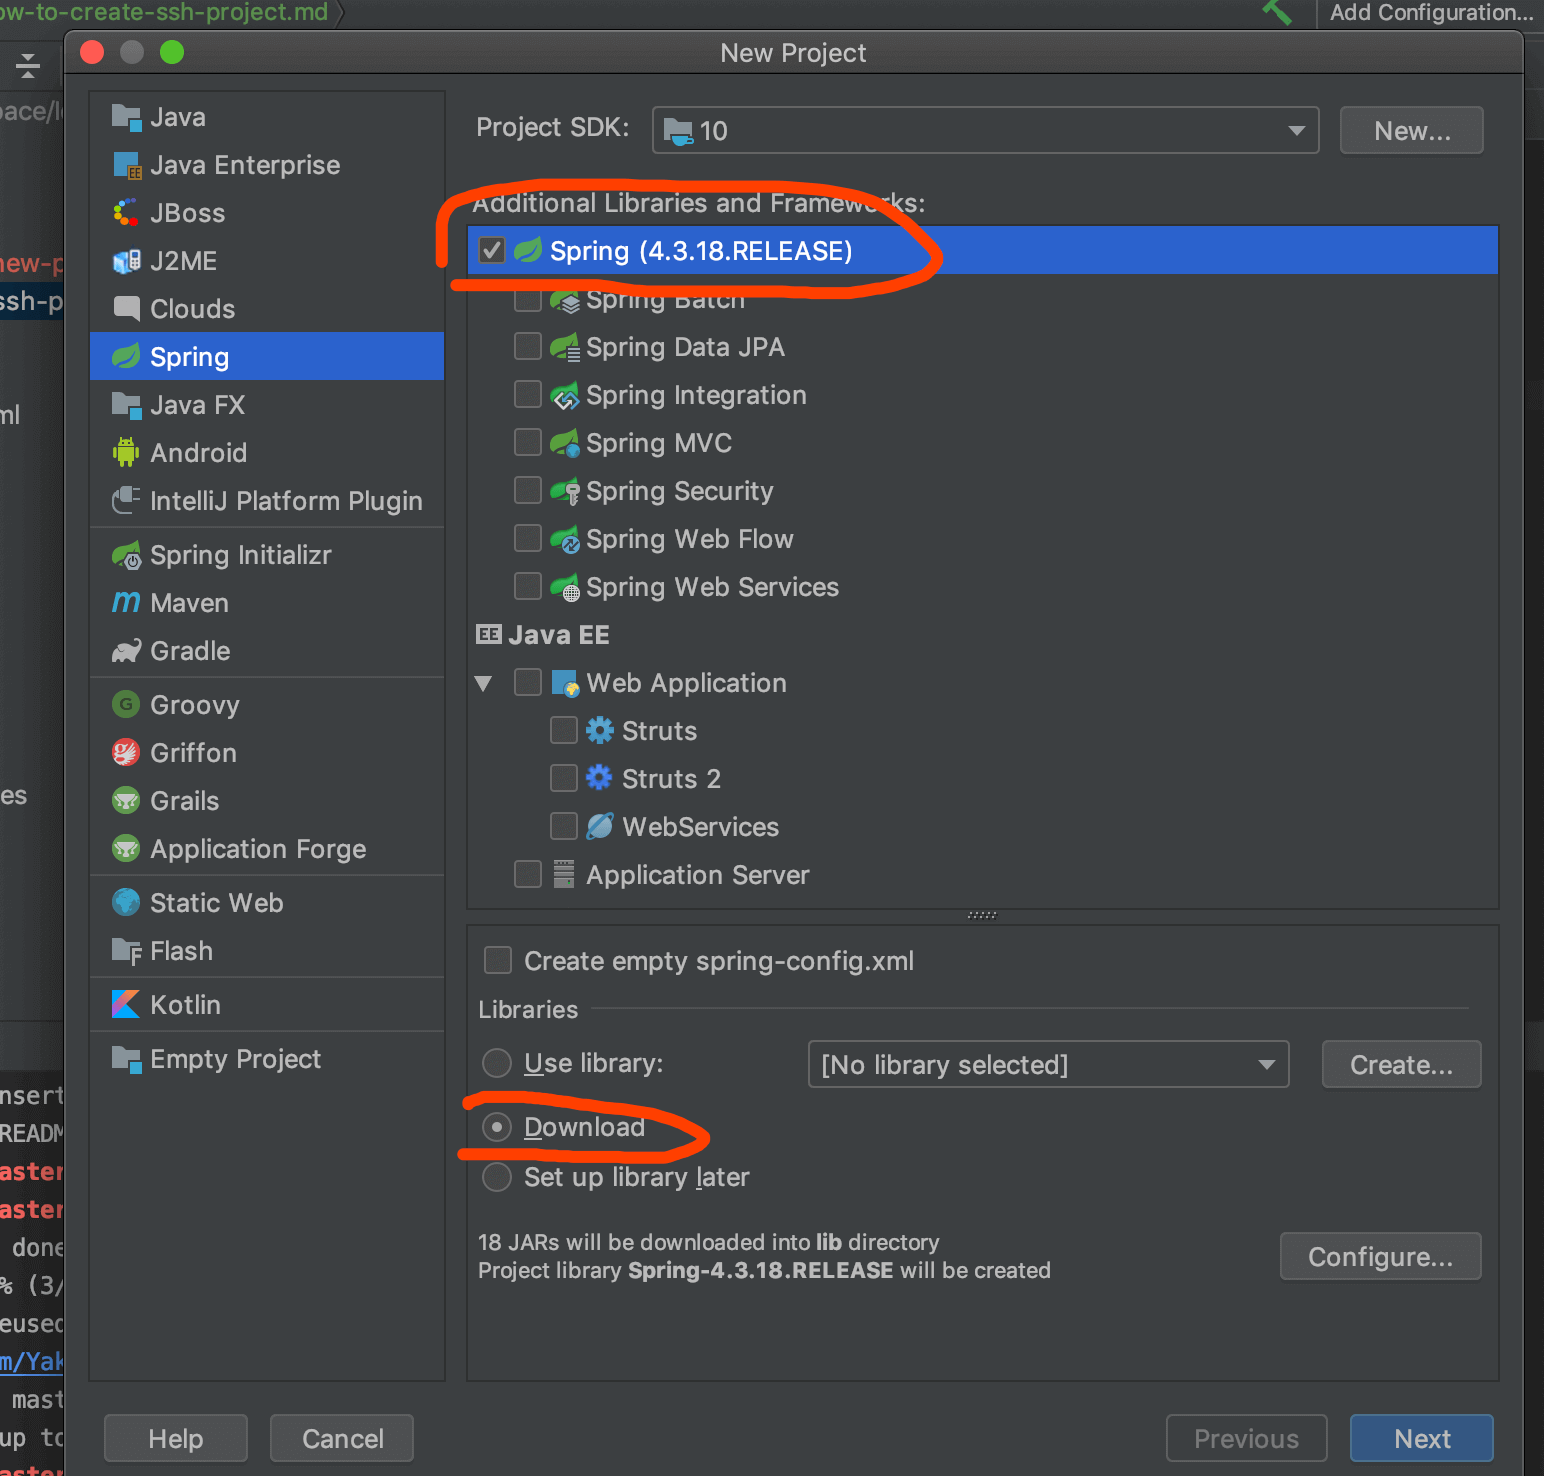 ow-to-create-ssh-project.md
Add Configuration...
New Project
pace/l
new-p
ssh-p
ml
es
Java
Java Enterprise
JBoss
J2ME
Clouds
Spring
Java FX
Android
IntelliJ Platform Plugin
Spring Initializr
Maven
Gradle
Groovy
Griffon
Grails
Application Forge
Static Web
Flash
Kotlin
Empty Project
Project SDK:
10
New...
Additional Libraries and Frameworks:
Spring (4.3.18.RELEASE)
Spring Batch
Spring Data JPA
Spring Integration
Spring MVC
Spring Security
Spring Web Flow
Spring Web Services
EE Java EE
Web Application
Struts
Struts 2
WebServices
Application Server
Create empty spring-config.xml
Libraries
Use library:
[No library selected]
Create...
Download
Set up library later
18 JARs will be downloaded into lib directory
Project library Spring-4.3.18.RELEASE will be created
Configure...
nsert
READM
aster
aster
done
% (3/
eused
m/Yak
mast
up to
aster
Help
Cancel
Previous
Next